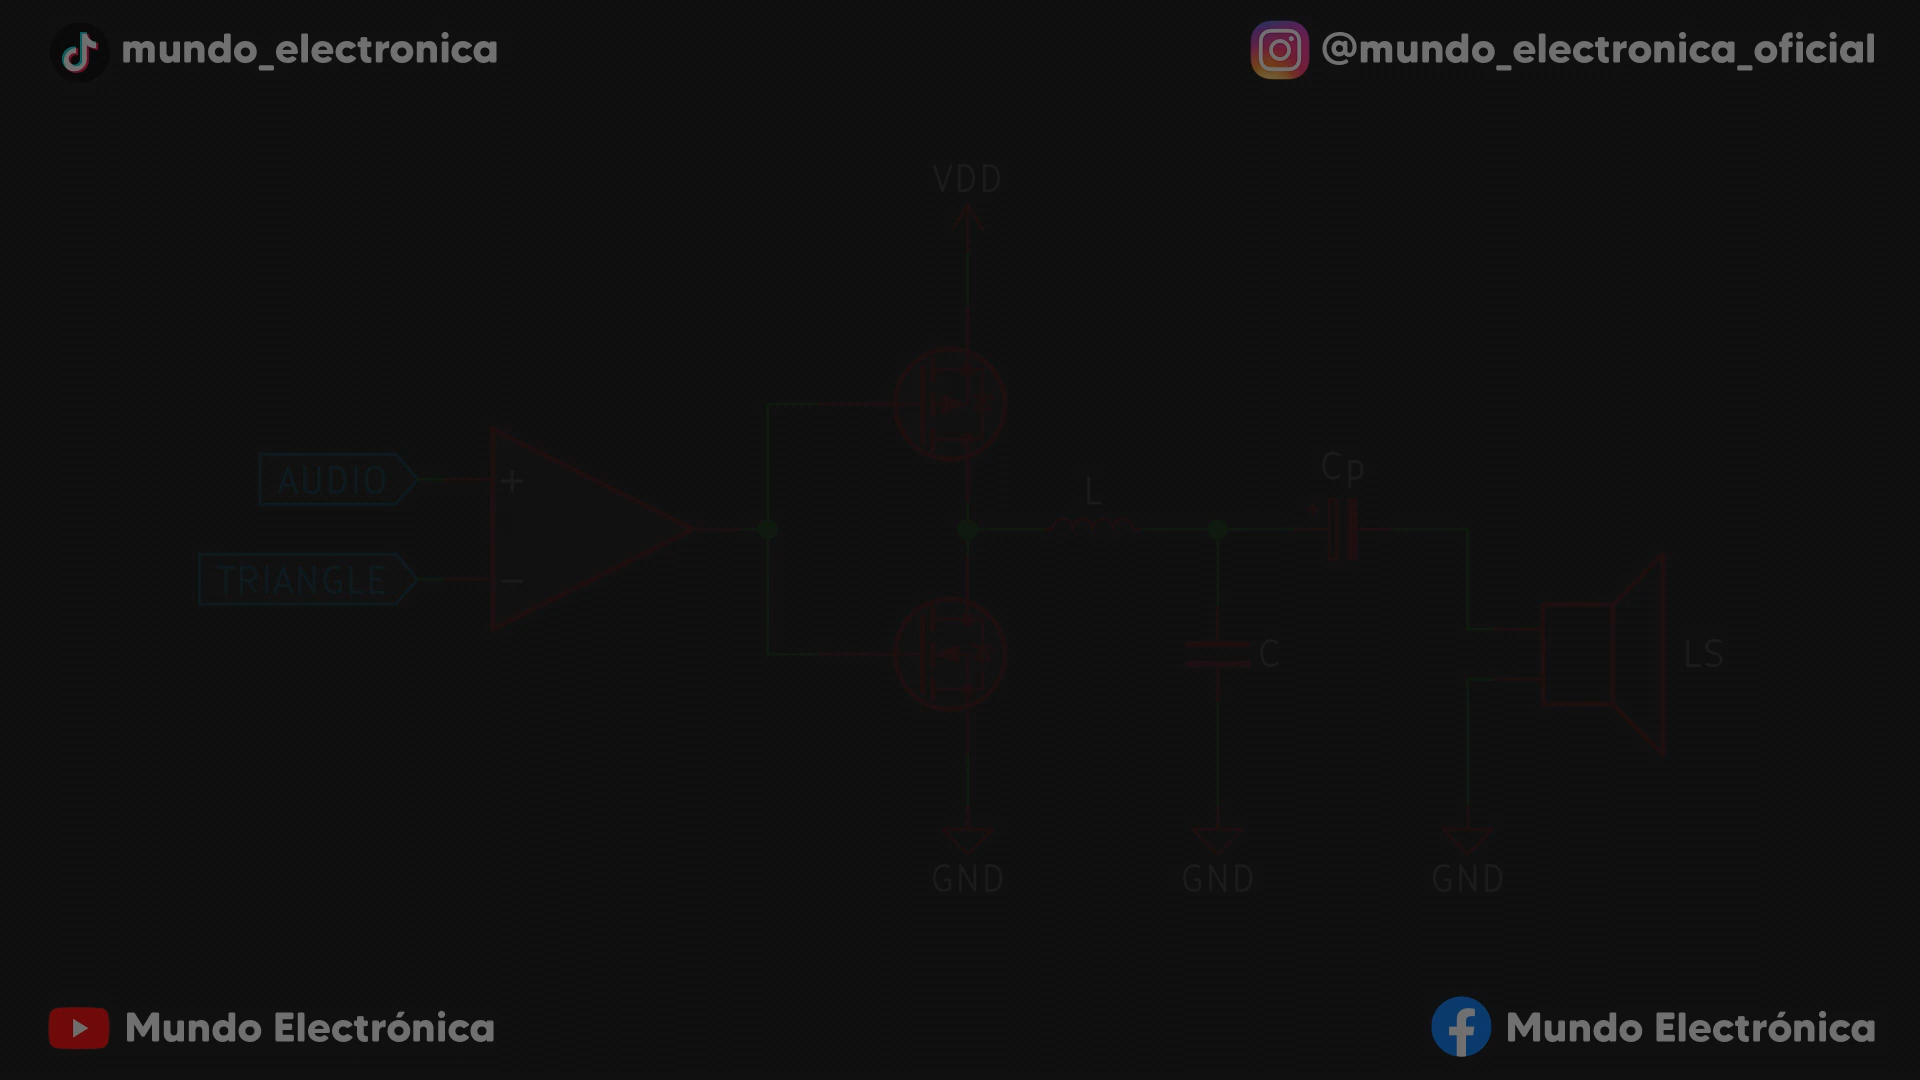 mundo_electronica
@mundo_electronica_oficial
VDD
AUDIO
+
TRIANGLE
−
L
Cp
+
C
LS
GND
GND
GND
Mundo Electrónica
Mundo Electrónica